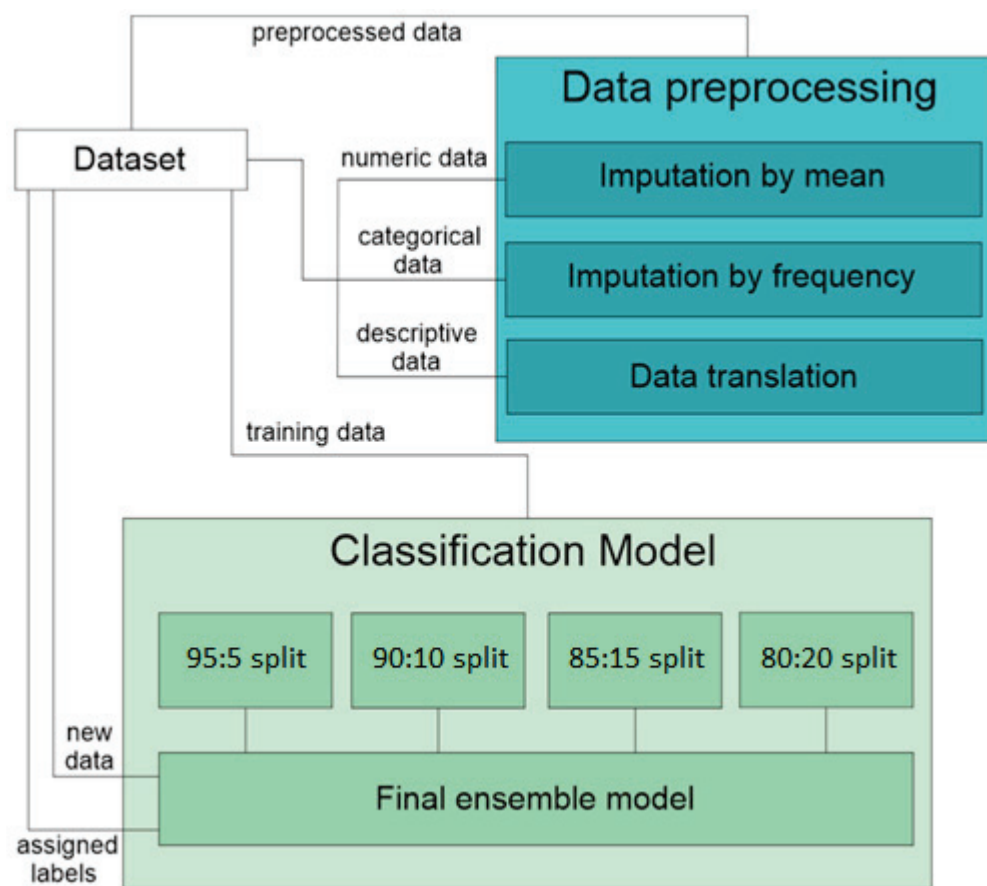 preprocessed data
Data preprocessing
Dataset
numeric data
Imputation by mean
categorical
data
Imputation by frequency
descriptive
data
Data translation
training data
Classification Model
95:5 split
90:10 split
85:15 split
80:20 split
new
data
Final ensemble model
assigned
labels